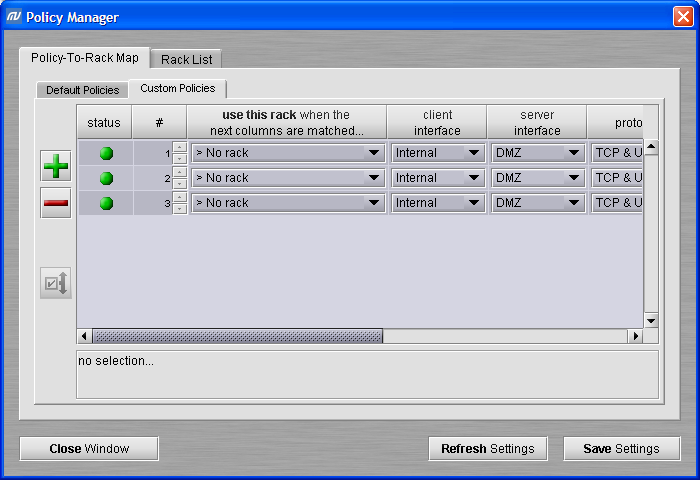 Policy Manager
Policy-To-Rack Map
Rack List
Default Policies
Custom Policies
status
#
use this rack when the
next columns are matched...
client
interface
server
interface
proto
1
> No rack
Internal
DMZ
TCP & U
2
> No rack
Internal
DMZ
TCP & U
3
> No rack
Internal
DMZ
TCP & U
no selection...
Close Window
Refresh Settings
Save Settings